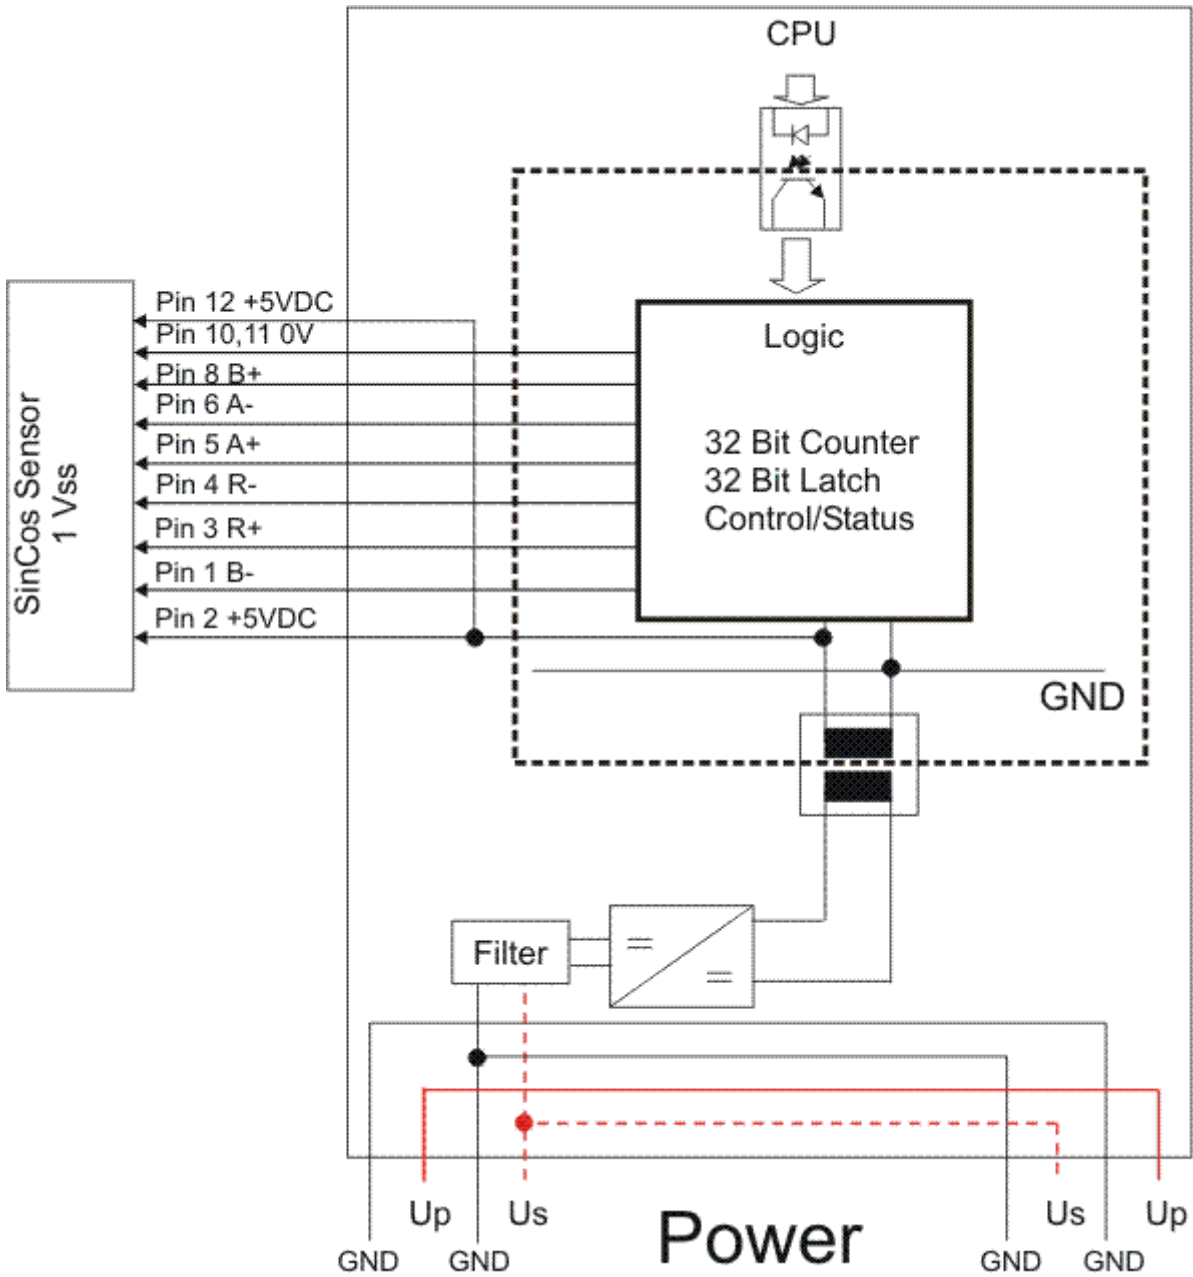 CPU
Pin 12 +5VDC
Pin 10,11 0V
Pin 8 B+
Pin 6 A-
Pin 5 A+
Pin 4 R-
Pin 3 R+
Pin 1 B-
Pin 2 +5VDC
SinCos Sensor
1 Vss
Logic
32 Bit Counter
32 Bit Latch
Control/Status
GND
Filter
Up
Us
Power
Us
Up
GND
GND
GND
GND